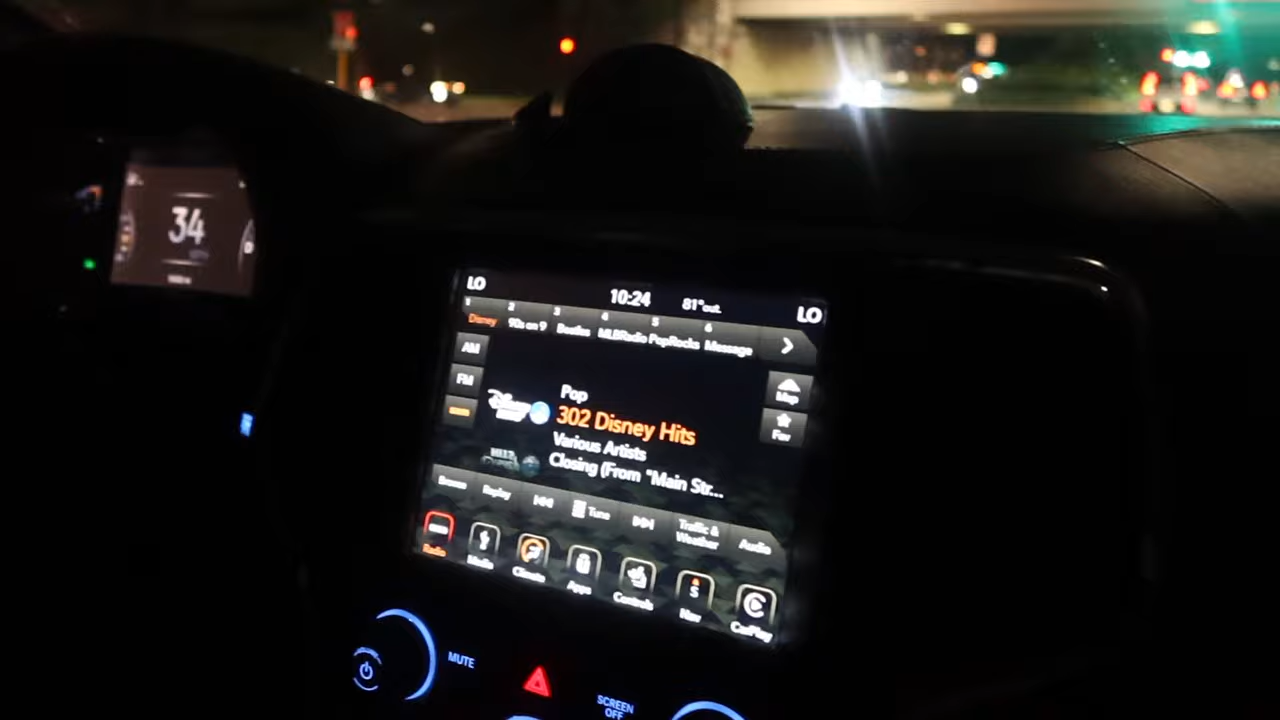 34
LO 10:24 81°out. LO
1 2 3 4 5 6
Disney 90s on 9 Beatles MLBRadio PopRocks Message
AM
FM
Map
Fav
Pop
Disney
302 Disney Hits
Various Artists
Closing (From "Main Str...
Browse Replay Tune Traffic & Weather Audio
Radio Media Climate Apps Controls Nav CarPlay
S
MUTE
SCREEN
OFF